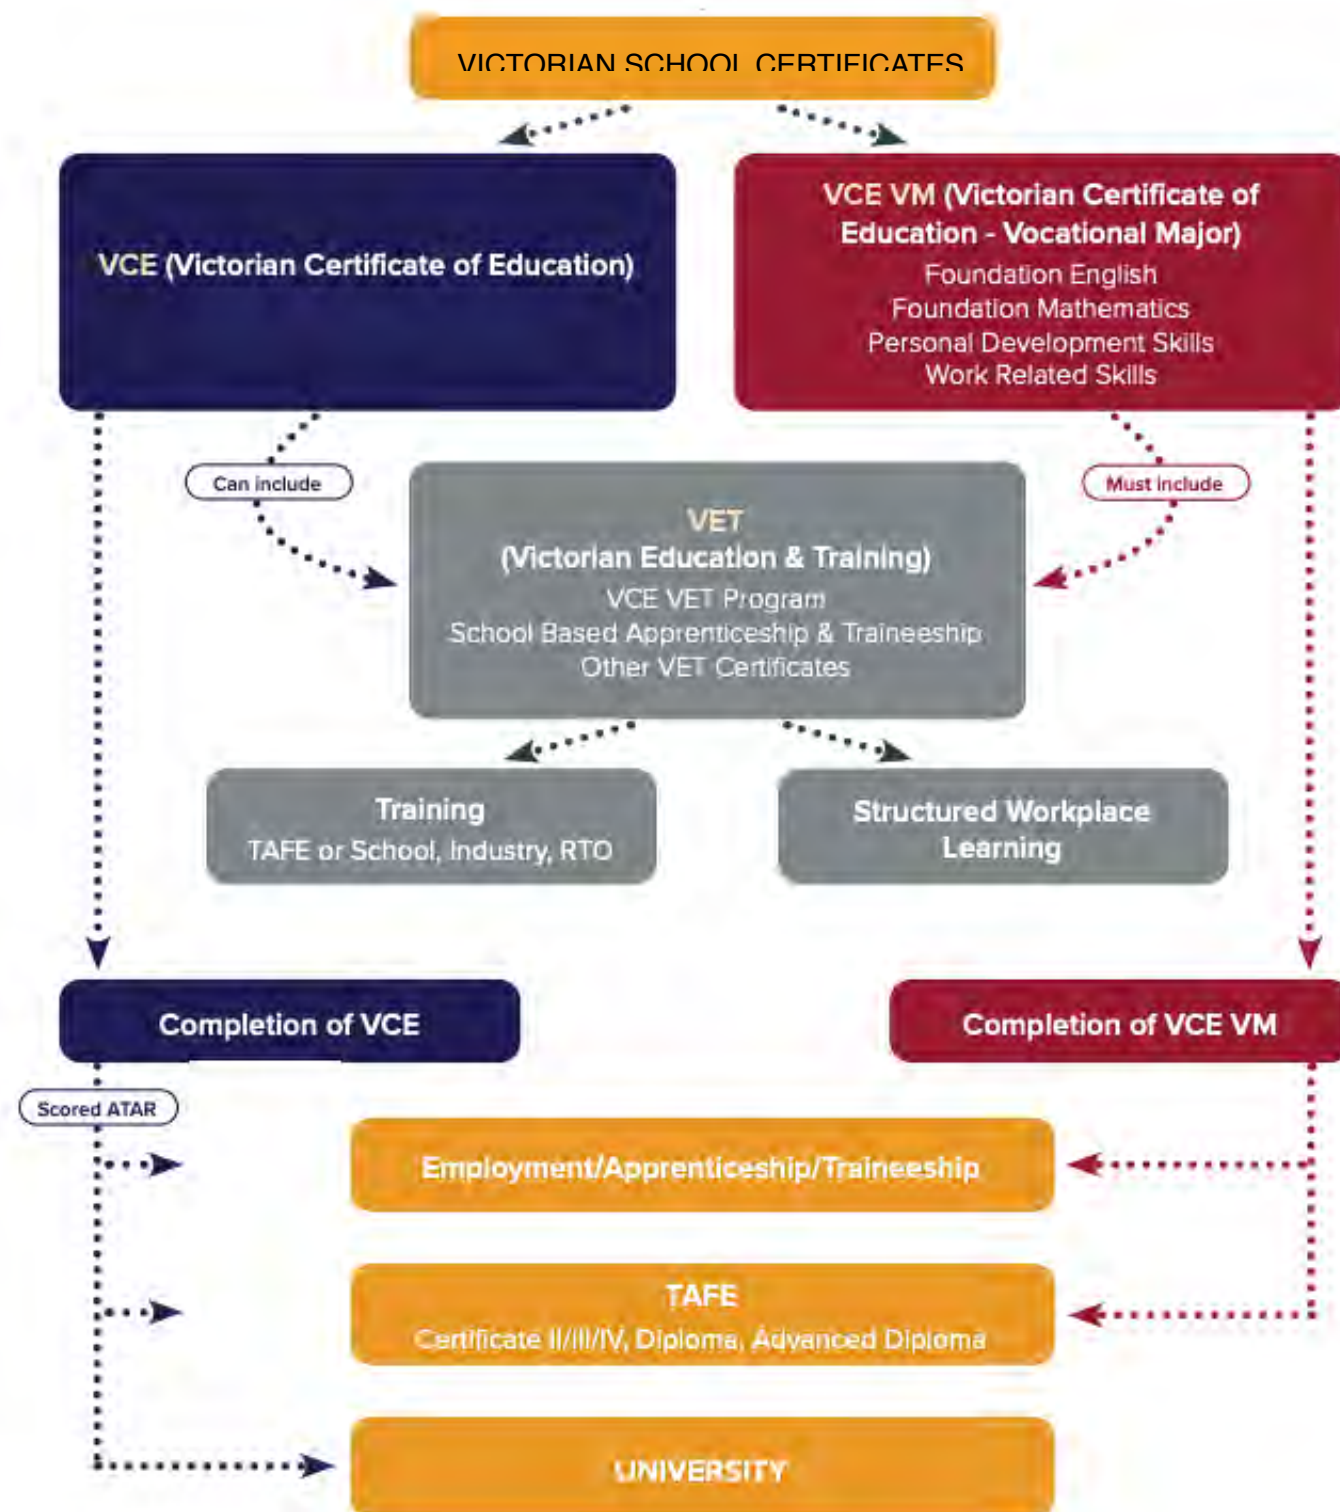 VICTORIAN SCHOOL CERTIFICATES
VCE (Victorian Certificate of Education)
VCE VM (Victorian Certificate of
Education - Vocational Major)
Foundation English
Foundation Mathematics
Personal Development Skills
Work Related Skills
Can include
Must include
VET
(Victorian Education & Training)
VCE VET Program
School Based Apprenticeship & Traineeship
Other VET Certificates
Training
TAFE or School, Industry, RTO
Structured Workplace
Learning
Completion of VCE
Completion of VCE VM
Scored ATAR
Employment/Apprenticeship/Traineeship
TAFE
Certificate II/III/IV, Diploma, Advanced Diploma
UNIVERSITY